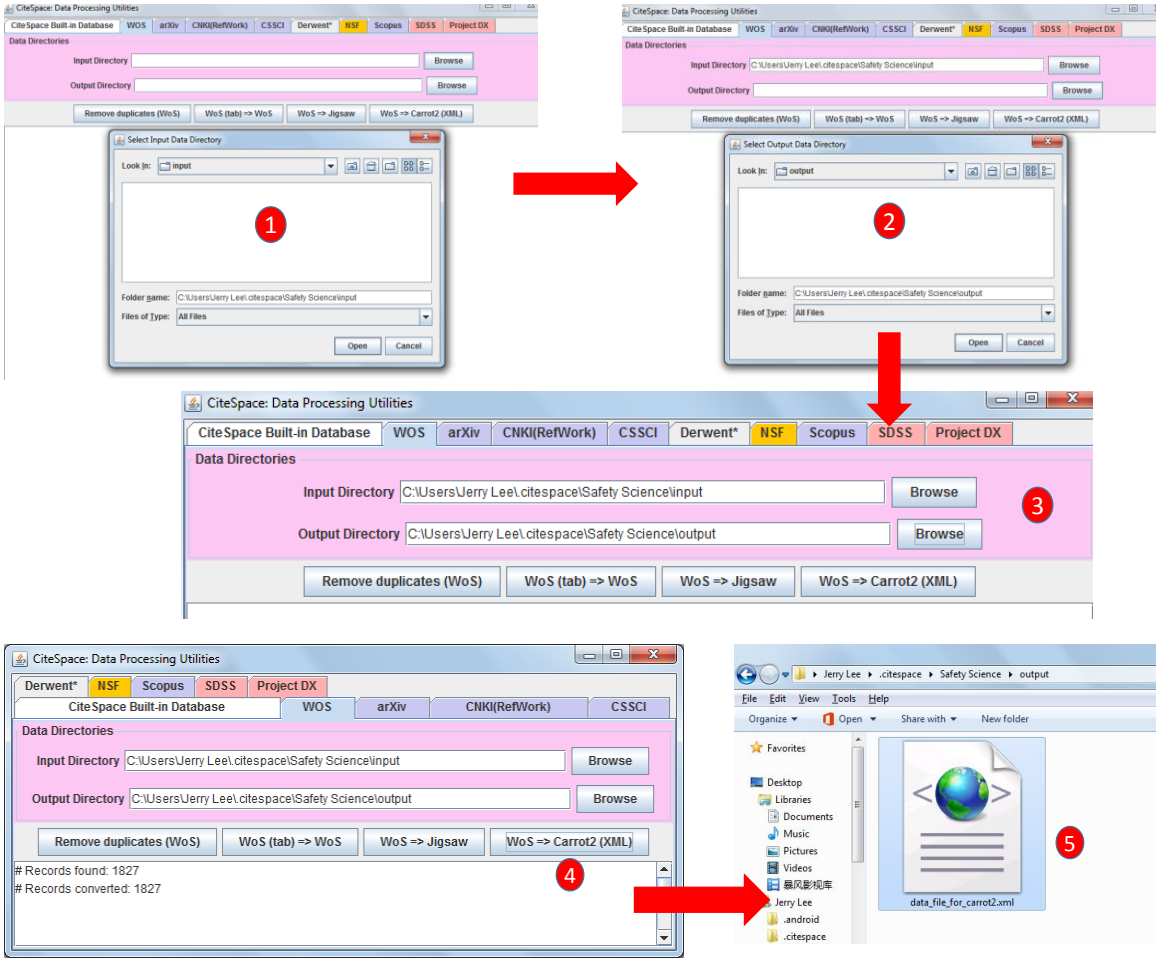 CiteSpace: Data Processing Utilities
CiteSpace Built-in Database WOS arXiv CNKI(RefWork) CSSCI Derwent* NSF Scopus SDSS Project DX
Data Directories
Input Directory Browse
Output Directory Browse
Remove duplicates (WoS) WoS (tab) => WoS WoS => Jigsaw WoS => Carrot2 (XML)
Select Input Data Directory
Look In: input
1
Folder name: C:\Users\Jerry Lee\.citespace\Safety Science\input
Files of Type: All Files
Open Cancel
CiteSpace: Data Processing Utilities
CiteSpace Built-in Database WOS arXiv CNKI(RefWork) CSSCI Derwent* NSF Scopus SDSS Project DX
Data Directories
Input Directory C:\Users\Jerry Lee\.citespace\Safety Science\input Browse
Output Directory Browse
Remove duplicates (WoS) WoS (tab) => WoS WoS => Jigsaw WoS => Carrot2 (XML)
Select Output Data Directory
Look In: output
2
Folder name: C:\Users\Jerry Lee\.citespace\Safety Science\output
Files of Type: All Files
Open Cancel
CiteSpace: Data Processing Utilities
CiteSpace Built-in Database WOS arXiv CNKI(RefWork) CSSCI Derwent* NSF Scopus SDSS Project DX
Data Directories
Input Directory C:\Users\Jerry Lee\.citespace\Safety Science\input Browse
3
Output Directory C:\Users\Jerry Lee\.citespace\Safety Science\output Browse
Remove duplicates (WoS) WoS (tab) => WoS WoS => Jigsaw WoS => Carrot2 (XML)
CiteSpace: Data Processing Utilities
Derwent* NSF Scopus SDSS Project DX
CiteSpace Built-in Database WOS arXiv CNKI(RefWork) CSSCI
Data Directories
Input Directory C:\Users\Jerry Lee\.citespace\Safety Science\input Browse
Output Directory C:\Users\Jerry Lee\.citespace\Safety Science\output Browse
Remove duplicates (WoS) WoS (tab) => WoS WoS => Jigsaw WoS => Carrot2 (XML)
# Records found: 1827
# Records converted: 1827
4
Jerry Lee .citespace Safety Science output
File Edit View Tools Help
Organize Open Share with New folder
Favorites
Desktop
Libraries
Documents
Music
Pictures
Videos
暴风影视库
Jerry Lee
.android
.citespace
data_file_for_carrot2.xml
5